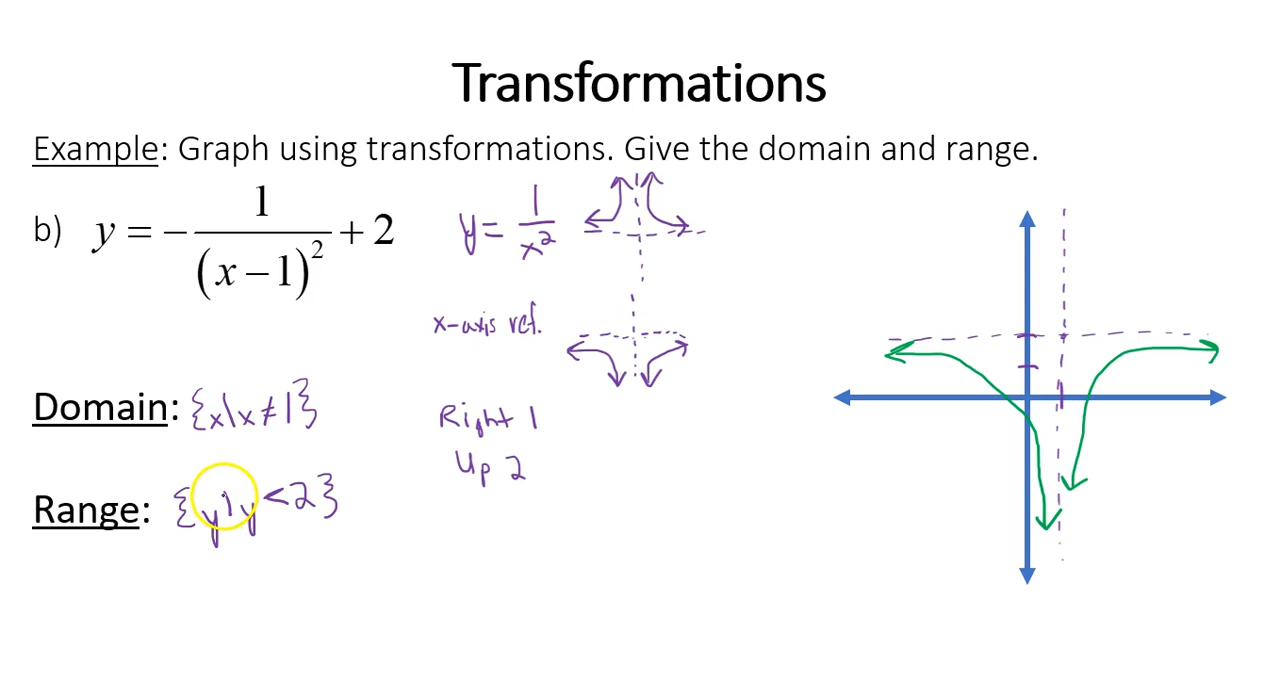 Transformations
Example: Graph using transformations. Give the domain and range.
b) y = -1/(x-1)^2 + 2
y = 1/x^2
x-axis ref.
Domain: {x\x≠1}
Right 1
Up 2
Range: {y\y<2}